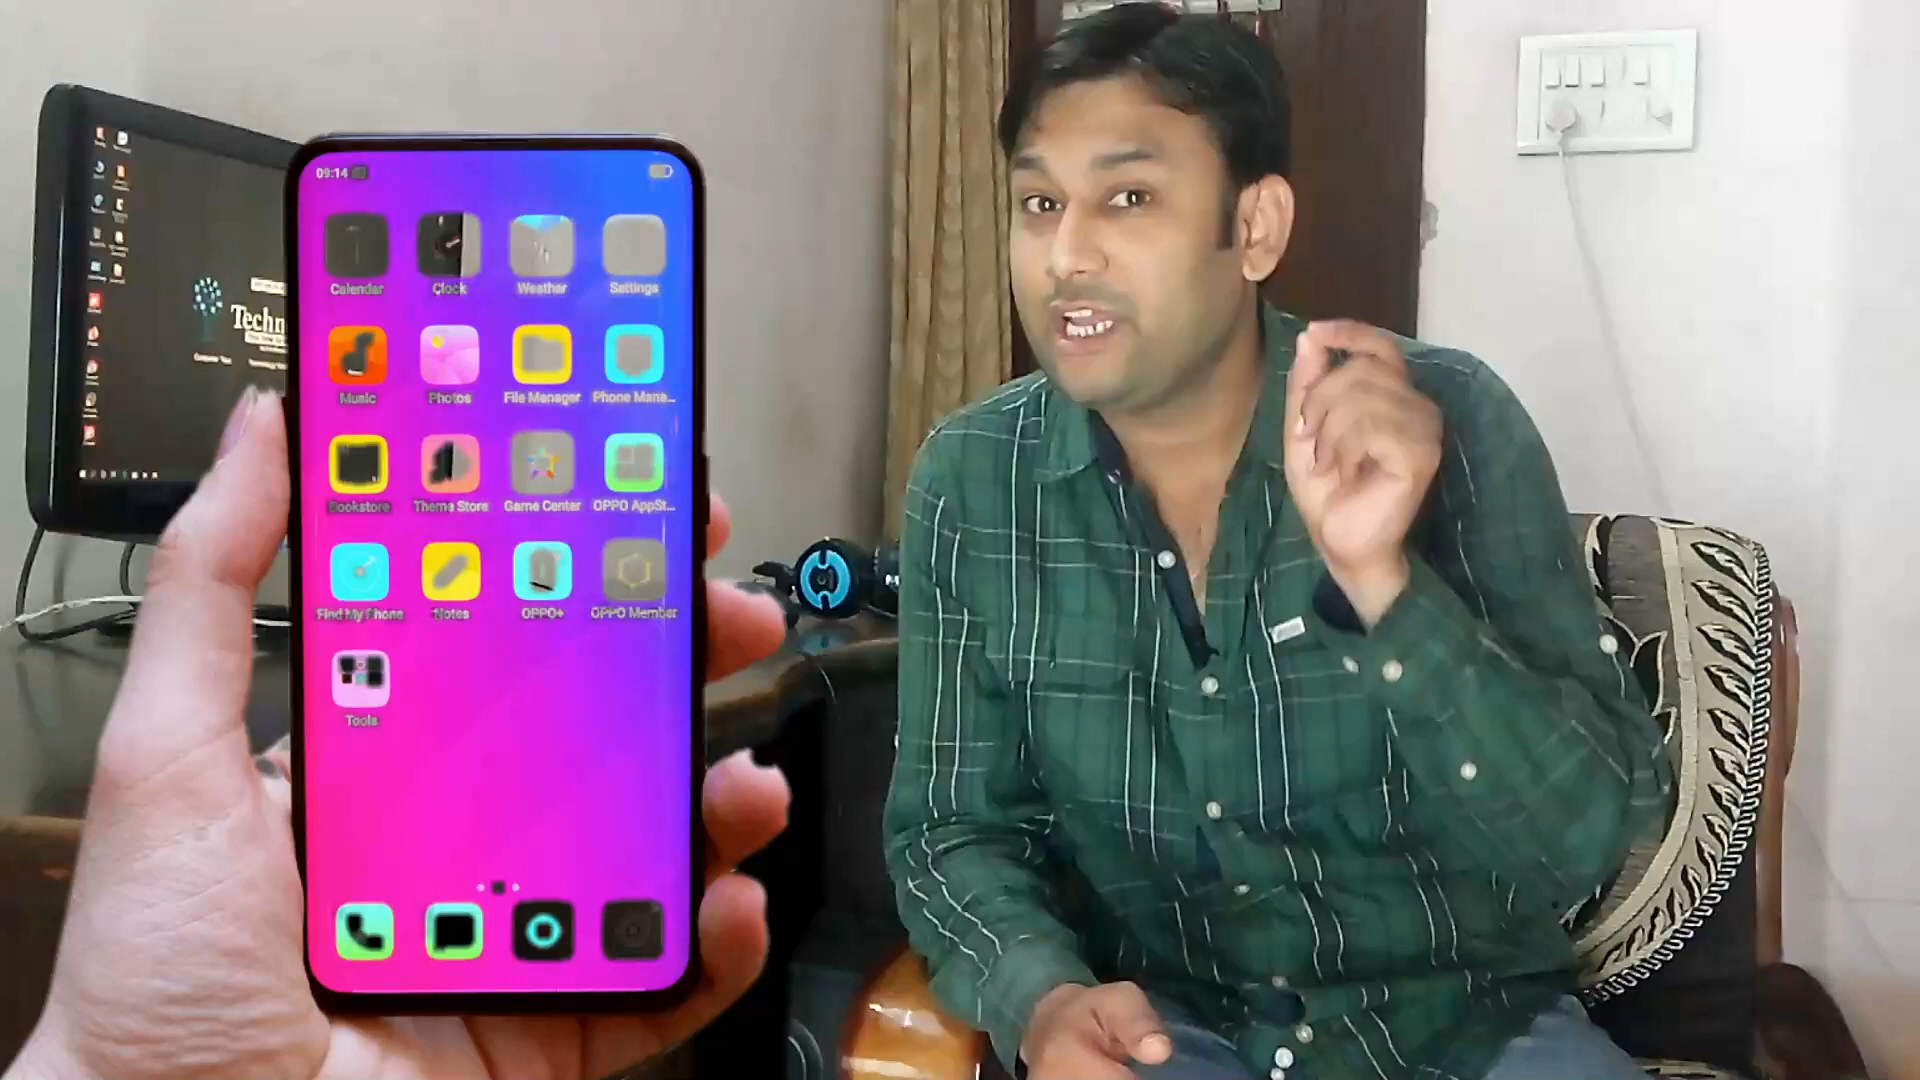 09:14
Calendar Clock Weather Settings
Music Photos File Manager Phone Mana...
Bookstore Theme Store Game Center OPPO AppSt...
Find My Phone Notes OPPO+ OPPO Member
Tools
Techn